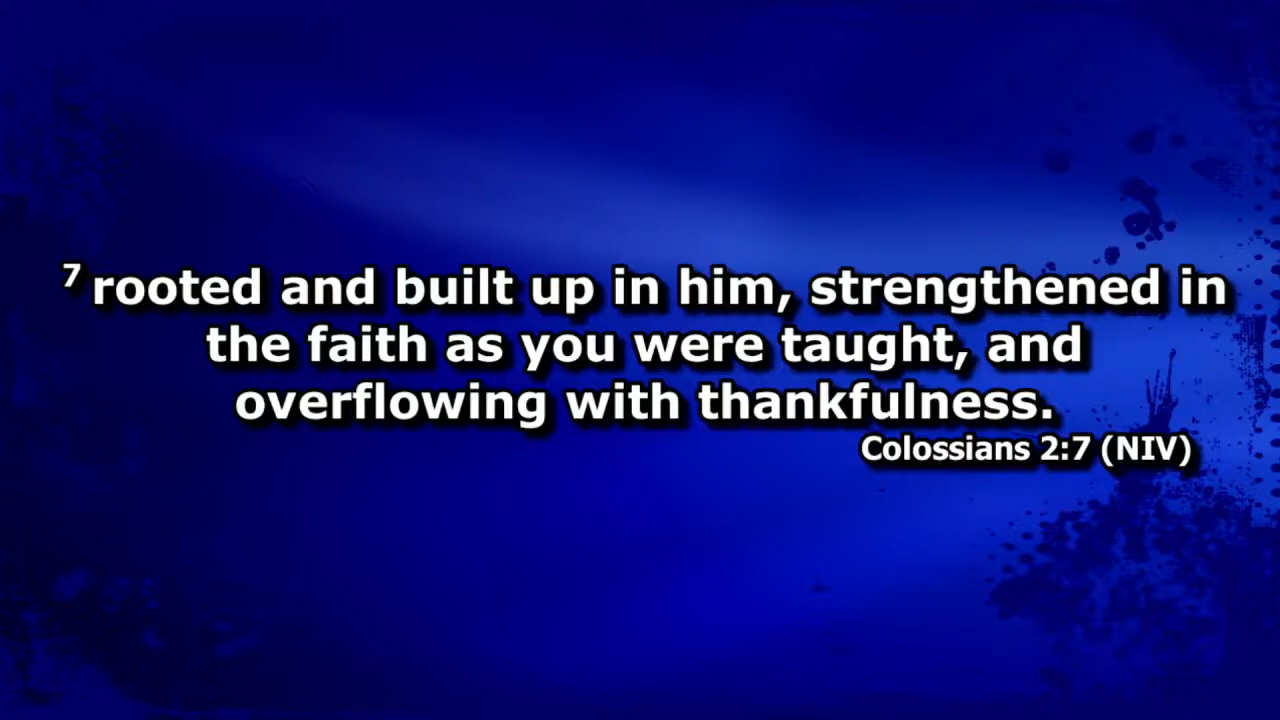 7 rooted and built up in him, strengthened in
the faith as you were taught, and
overflowing with thankfulness.
Colossians 2:7 (NIV)